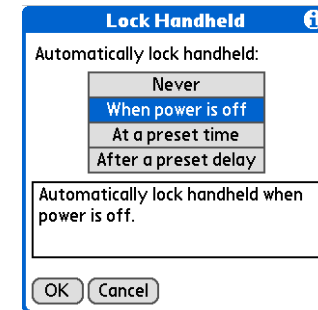 Lock Handheld
Automatically lock handheld:
Never
When power is off
At a preset time
After a preset delay
Automatically lock handheld when
power is off.
OK Cancel